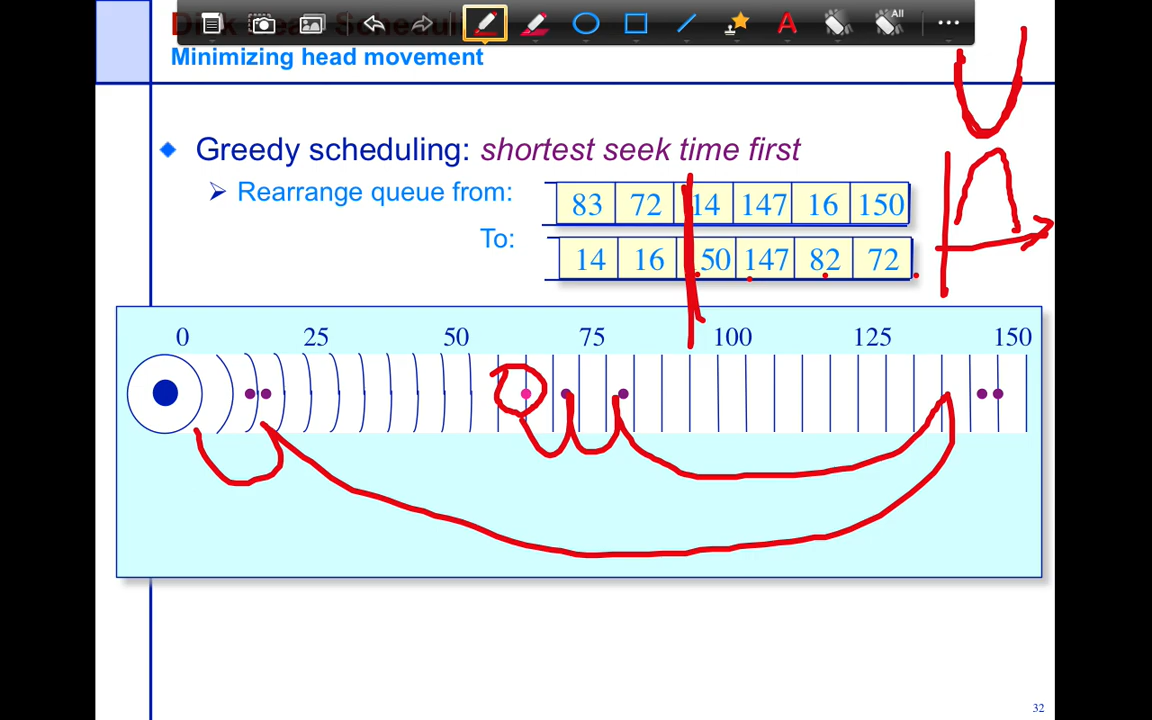 Minimizing head movement
Greedy scheduling: shortest seek time first
Rearrange queue from: 83 72 14 147 16 150
To: 14 16 150 147 82 72
0 25 50 75 100 125 150
All
A
32